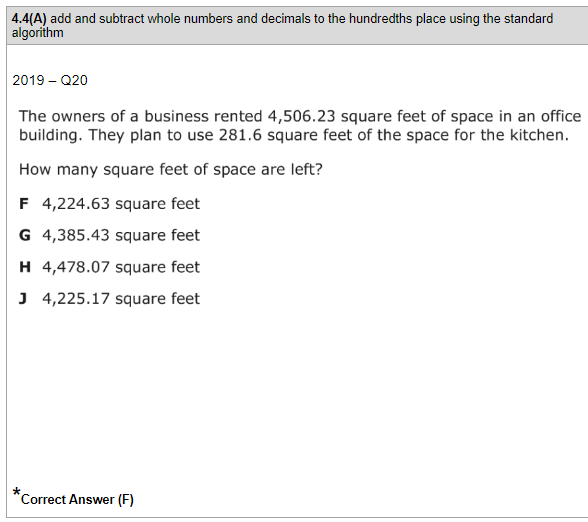 4.4(A) add and subtract whole numbers and decimals to the hundredths place using the standard
algorithm
2019 – Q20
The owners of a business rented 4,506.23 square feet of space in an office
building. They plan to use 281.6 square feet of the space for the kitchen.
How many square feet of space are left?
F 4,224.63 square feet
G 4,385.43 square feet
H 4,478.07 square feet
J 4,225.17 square feet
*Correct Answer (F)